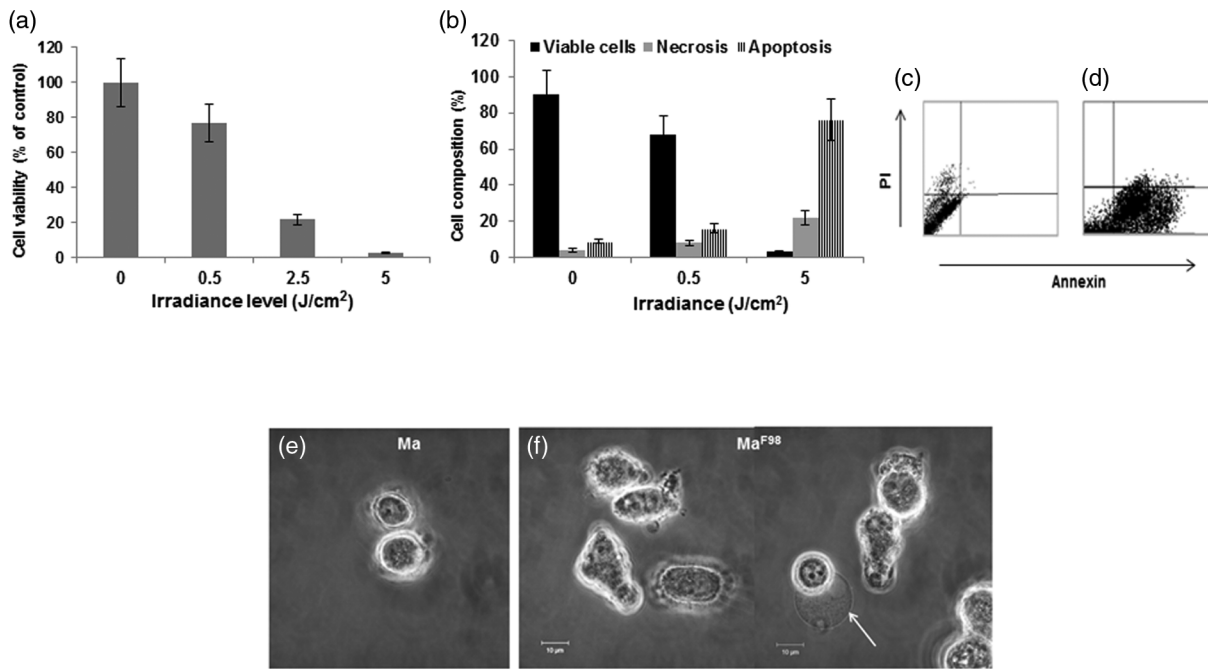 (a)
120
100
80
60
40
20
0
Cell viability (% of control)
0 0.5 2.5 5
Irradiance level (J/cm²)
(b)
120
100
80
60
40
20
0
Cell composition (%)
Viable cells Necrosis Apoptosis
0 0.5 5
Irradiance (J/cm²)
(c)
(d)
PI
Annexin
(e)
Ma
(f)
Ma^F98
10 µm
10 µm